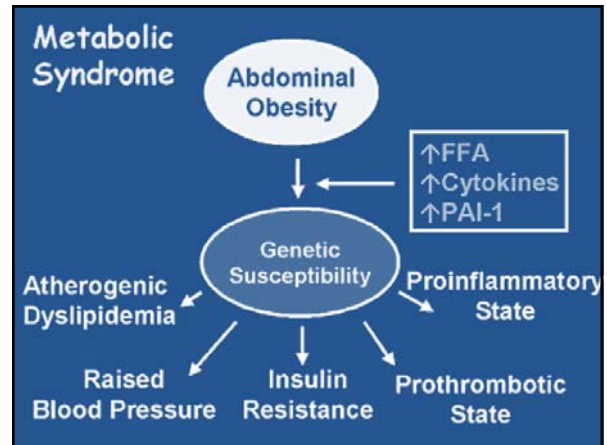 Metabolic
Syndrome
Abdominal
Obesity
↑FFA
↑Cytokines
↑PAI-1
Genetic
Susceptibility
Atherogenic
Dyslipidemia
Proinflammatory
State
Raised
Blood Pressure
Insulin
Resistance
Prothrombotic
State